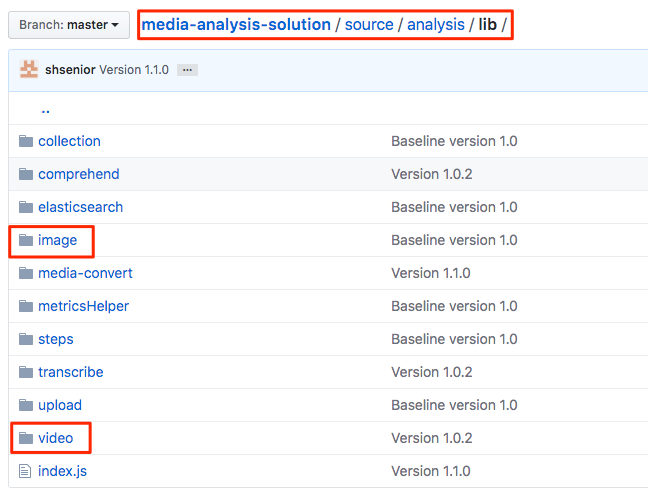 Branch: master media-analysis-solution / source / analysis / lib /
shsenior Version 1.1.0 ...
..
collection Baseline version 1.0
comprehend Version 1.0.2
elasticsearch Baseline version 1.0
image Baseline version 1.0
media-convert Version 1.1.0
metricsHelper Baseline version 1.0
steps Baseline version 1.0
transcribe Version 1.0.2
upload Baseline version 1.0
video Version 1.0.2
index.js Version 1.1.0